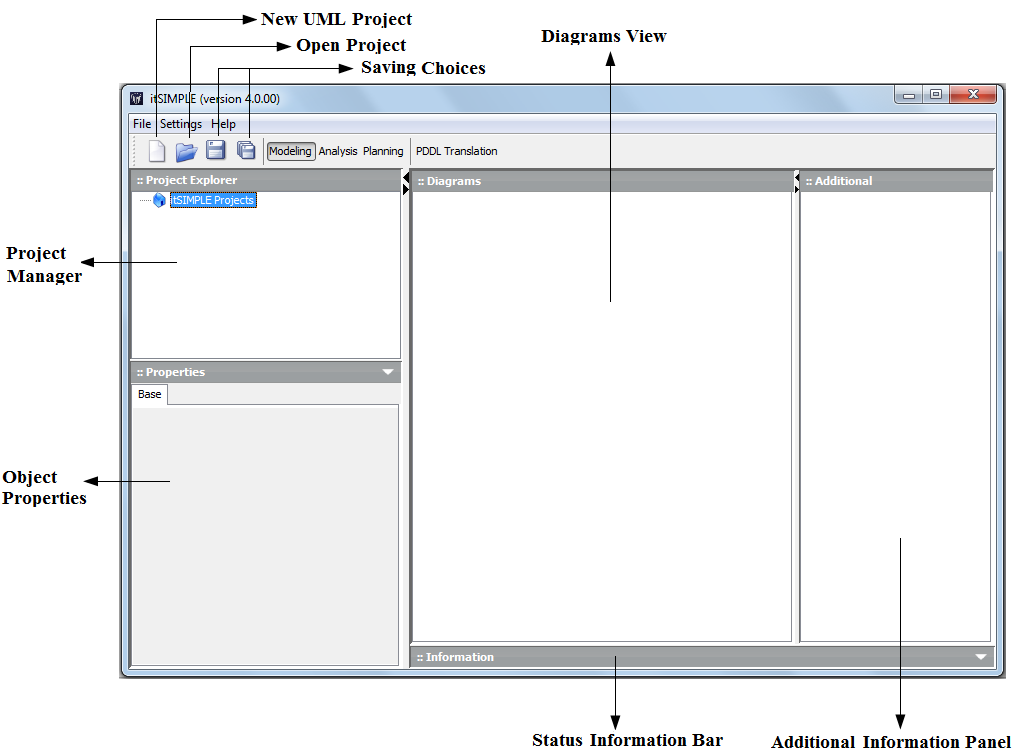 New UML Project
Open Project
Saving Choices
Diagrams View
itSIMPLE (version 4.0.00)
File Settings Help
Modeling Analysis Planning PDDL Translation
:: Project Explorer
:: Diagrams
:: Additional
itSIMPLE Projects
Project
Manager
:: Properties
Base
Object
Properties
:: Information
Status Information Bar
Additional Information Panel